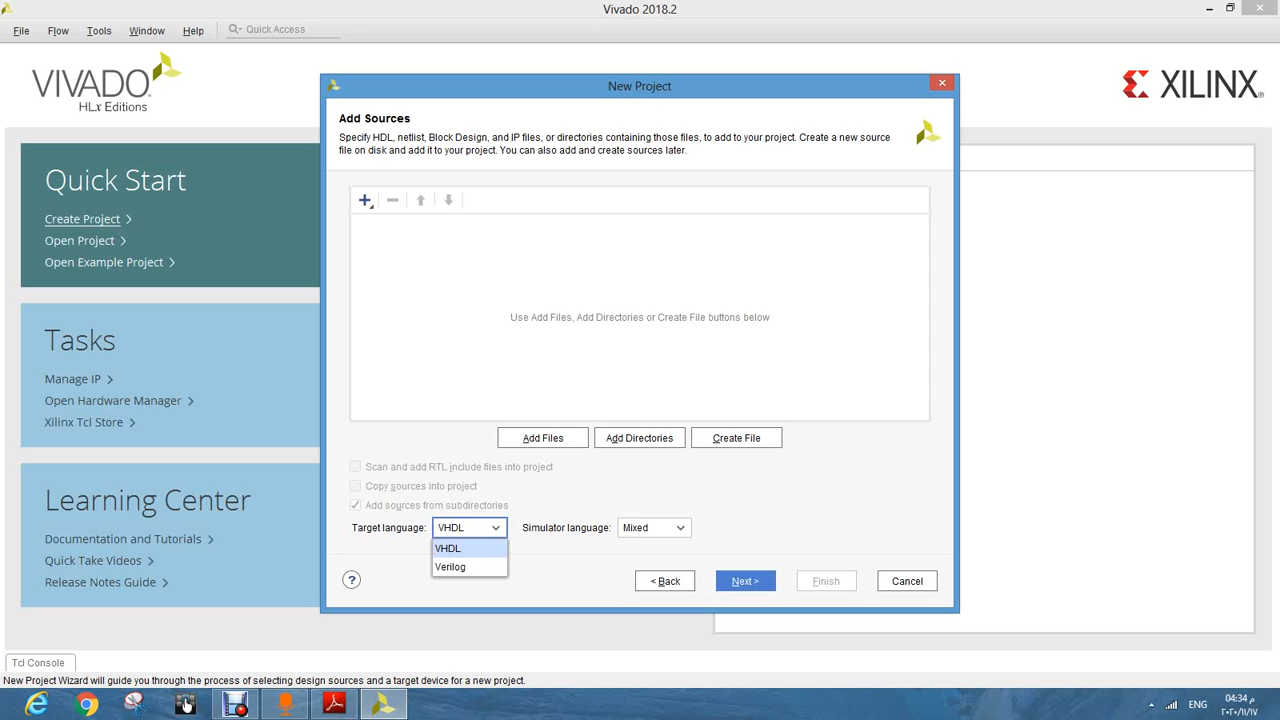 Vivado 2018.2
File Flow Tools Window Help Quick Access
VIVADO
HLx Editions
XILINX
Quick Start
Create Project >
Open Project >
Open Example Project >
Tasks
Manage IP >
Open Hardware Manager >
Xilinx Tcl Store >
Learning Center
Documentation and Tutorials >
Quick Take Videos >
Release Notes Guide >
New Project
Add Sources
Specify HDL, netlist, Block Design, and IP files, or directories containing those files, to add to your project. Create a new source
file on disk and add it to your project. You can also add and create sources later.
Use Add Files, Add Directories or Create File buttons below
Add Files Add Directories Create File
Scan and add RTL include files into project
Copy sources into project
Add sources from subdirectories
Target language: VHDL Simulator language: Mixed
VHDL
Verilog
? < Back Next > Finish Cancel
Tcl Console
New Project Wizard will guide you through the process of selecting design sources and a target device for a new project.
ENG
04:34 م
٢٠٢٠/١١/١٧